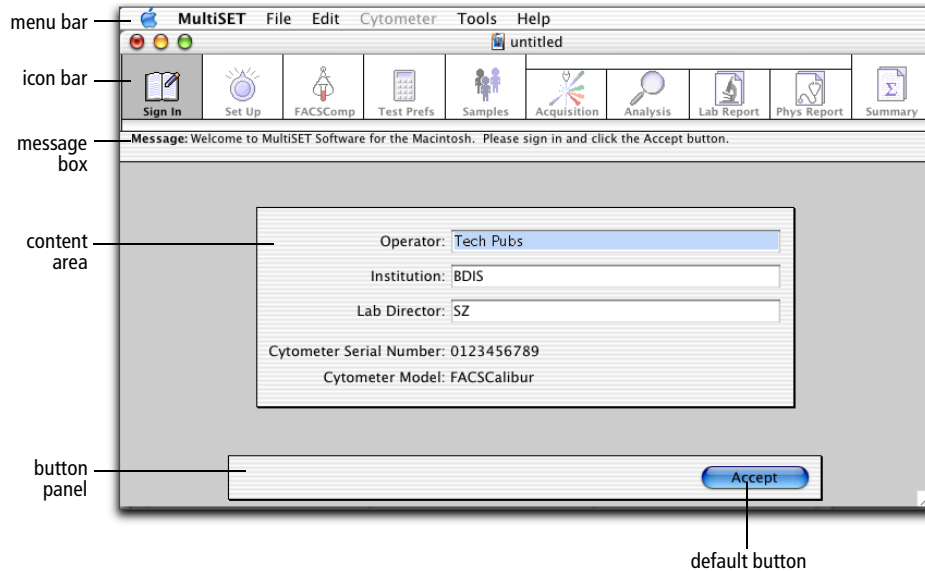 menu bar
MultiSET File Edit Cytometer Tools Help
untitled
icon bar
Sign In Set Up FACSComp Test Prefs Samples Acquisition Analysis Lab Report Phys Report Summary
Σ
message box
Message: Welcome to MultiSET Software for the Macintosh. Please sign in and click the Accept button.
content area
Operator: Tech Pubs
Institution: BDIS
Lab Director: SZ
Cytometer Serial Number: 0123456789
Cytometer Model: FACSCalibur
button panel
Accept
default button